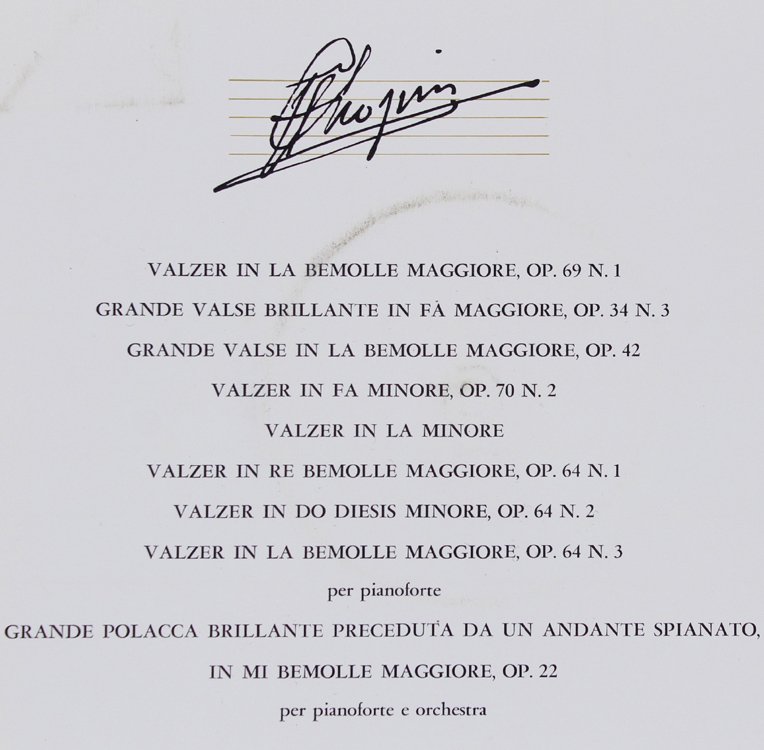 Chopin
VALZER IN LA BEMOLLE MAGGIORE, OP. 69 N. 1
GRANDE VALSE BRILLANTE IN FA MAGGIORE, OP. 34 N. 3
GRANDE VALSE IN LA BEMOLLE MAGGIORE, OP. 42
VALZER IN FA MINORE, OP. 70 N. 2
VALZER IN LA MINORE
VALZER IN RE BEMOLLE MAGGIORE, OP. 64 N. 1
VALZER IN DO DIESIS MINORE, OP. 64 N. 2
VALZER IN LA BEMOLLE MAGGIORE, OP. 64 N. 3
per pianoforte
GRANDE POLACCA BRILLANTE PRECEDUTA DA UN ANDANTE SPIANATO,
IN MI BEMOLLE MAGGIORE, OP. 22
per pianoforte e orchestra